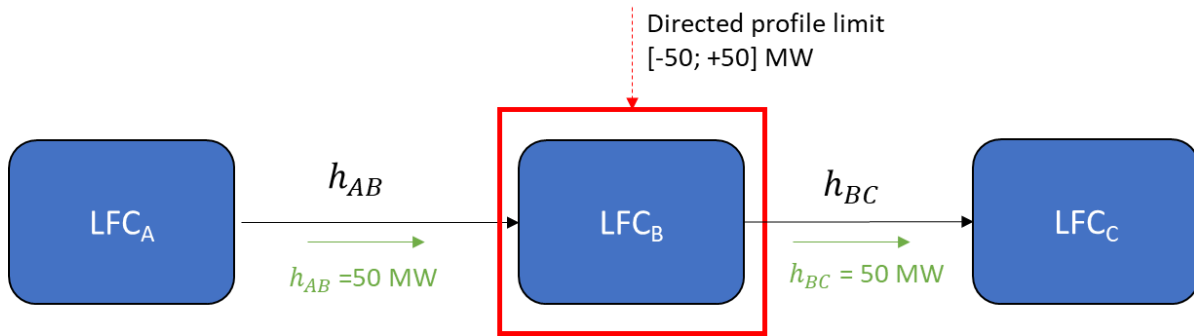 Directed profile limit
[-50; +50] MW
LFC_A
h_AB
h_AB =50 MW
LFC_B
h_BC
h_BC = 50 MW
LFC_C